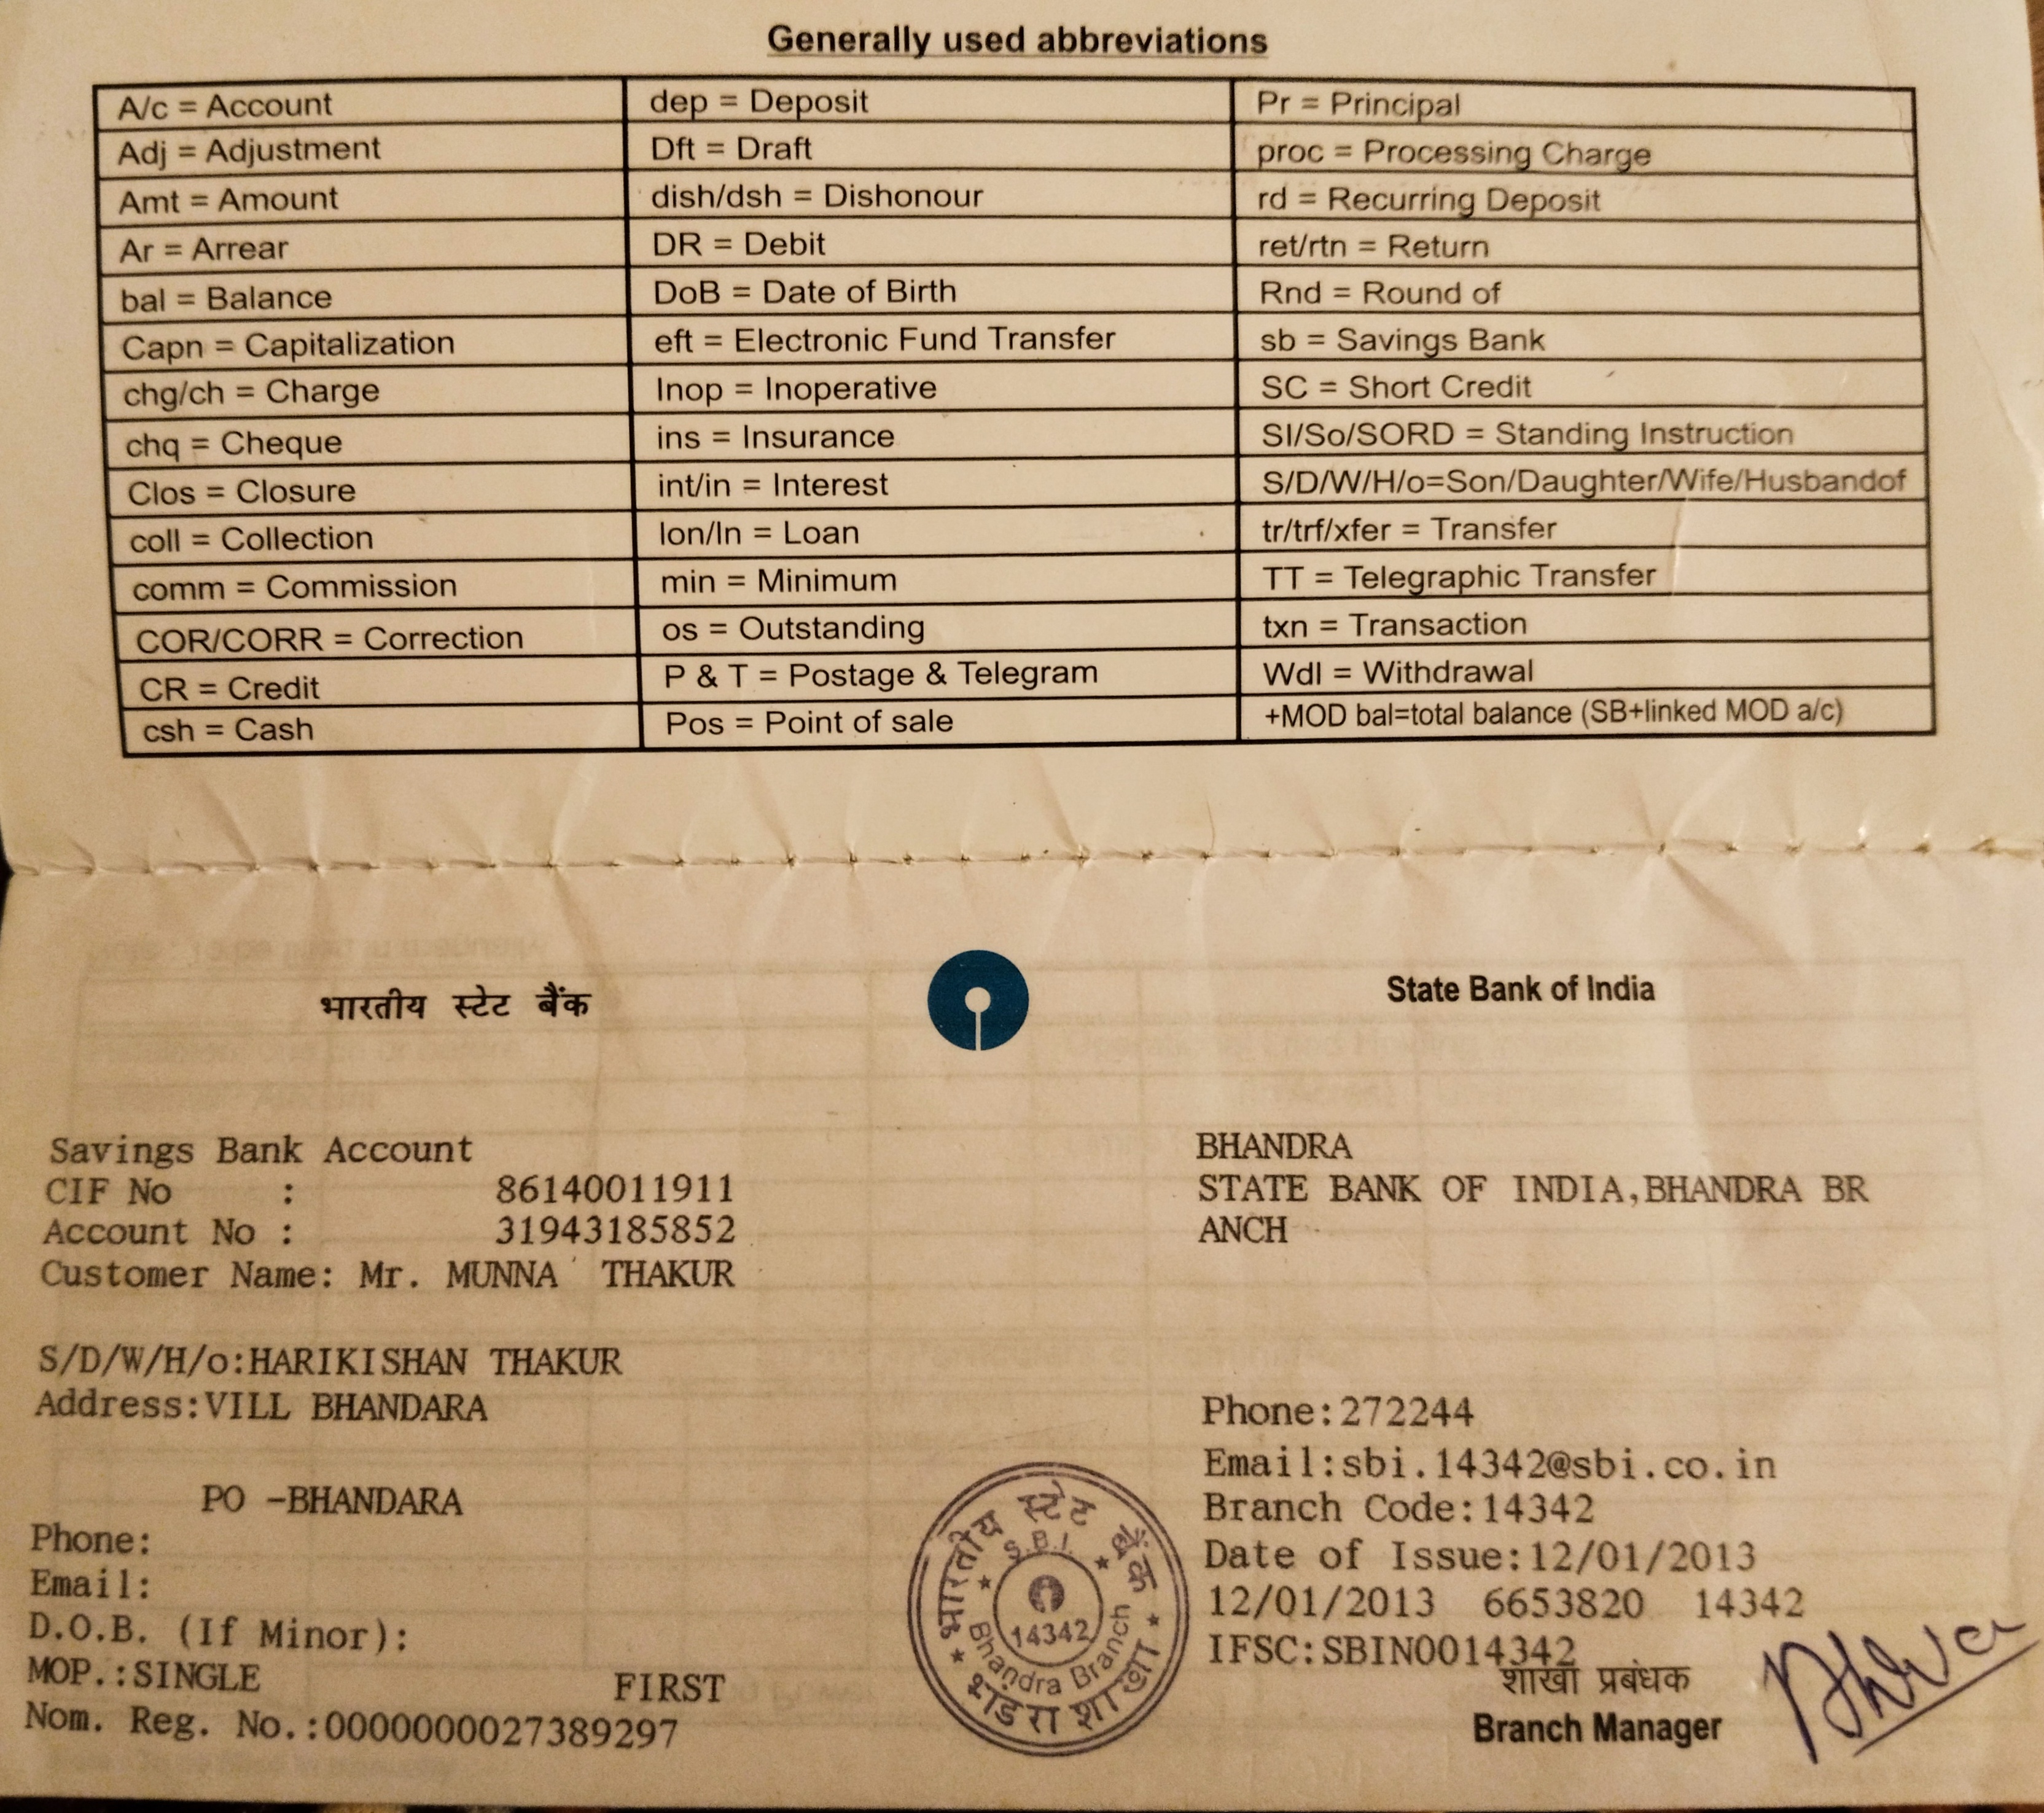 Generally used abbreviations
A/c = Account
dep = Deposit
Pr = Principal
Adj = Adjustment
Dft = Draft
proc = Processing Charge
Amt = Amount
dish/dsh = Dishonour
rd = Recurring Deposit
Ar = Arrear
DR = Debit
ret/rtn = Return
bal = Balance
DoB = Date of Birth
Rnd = Round of
Capn = Capitalization
eft = Electronic Fund Transfer
sb = Savings Bank
chg/ch = Charge
Inop = Inoperative
SC = Short Credit
chq = Cheque
ins = Insurance
SI/So/SORD = Standing Instruction
Clos = Closure
int/in = Interest
S/D/W/H/o=Son/Daughter/Wife/Husbandof
coll = Collection
lon/ln = Loan
tr/trf/xfer = Transfer
comm = Commission
min = Minimum
TT = Telegraphic Transfer
COR/CORR = Correction
os = Outstanding
txn = Transaction
CR = Credit
P & T = Postage & Telegram
Wdl = Withdrawal
csh = Cash
Pos = Point of sale
+MOD bal=total balance (SB+linked MOD a/c)
भारतीय स्टेट बैंक
State Bank of India
Savings Bank Account
CIF No : 86140011911
Account No : 31943185852
Customer Name: Mr. MUNNA THAKUR
S/D/W/H/o:HARIKISHAN THAKUR
Address:VILL BHANDARA
PO -BHANDARA
Phone:
Email:
D.O.B. (If Minor):
MOP.:SINGLE FIRST
Nom. Reg. No.:0000000027389297
BHANDRA
STATE BANK OF INDIA,BHANDRA BR
ANCH
Phone:272244
Email:sbi.14342@sbi.co.in
Branch Code:14342
Date of Issue:12/01/2013
12/01/2013 6653820 14342
IFSC:SBIN0014342
शाखा प्रबंधक
Branch Manager
भारतीय स्टेट बैंक
S.B.I.
14342
Bhandra Branch
भंडरा शाखा